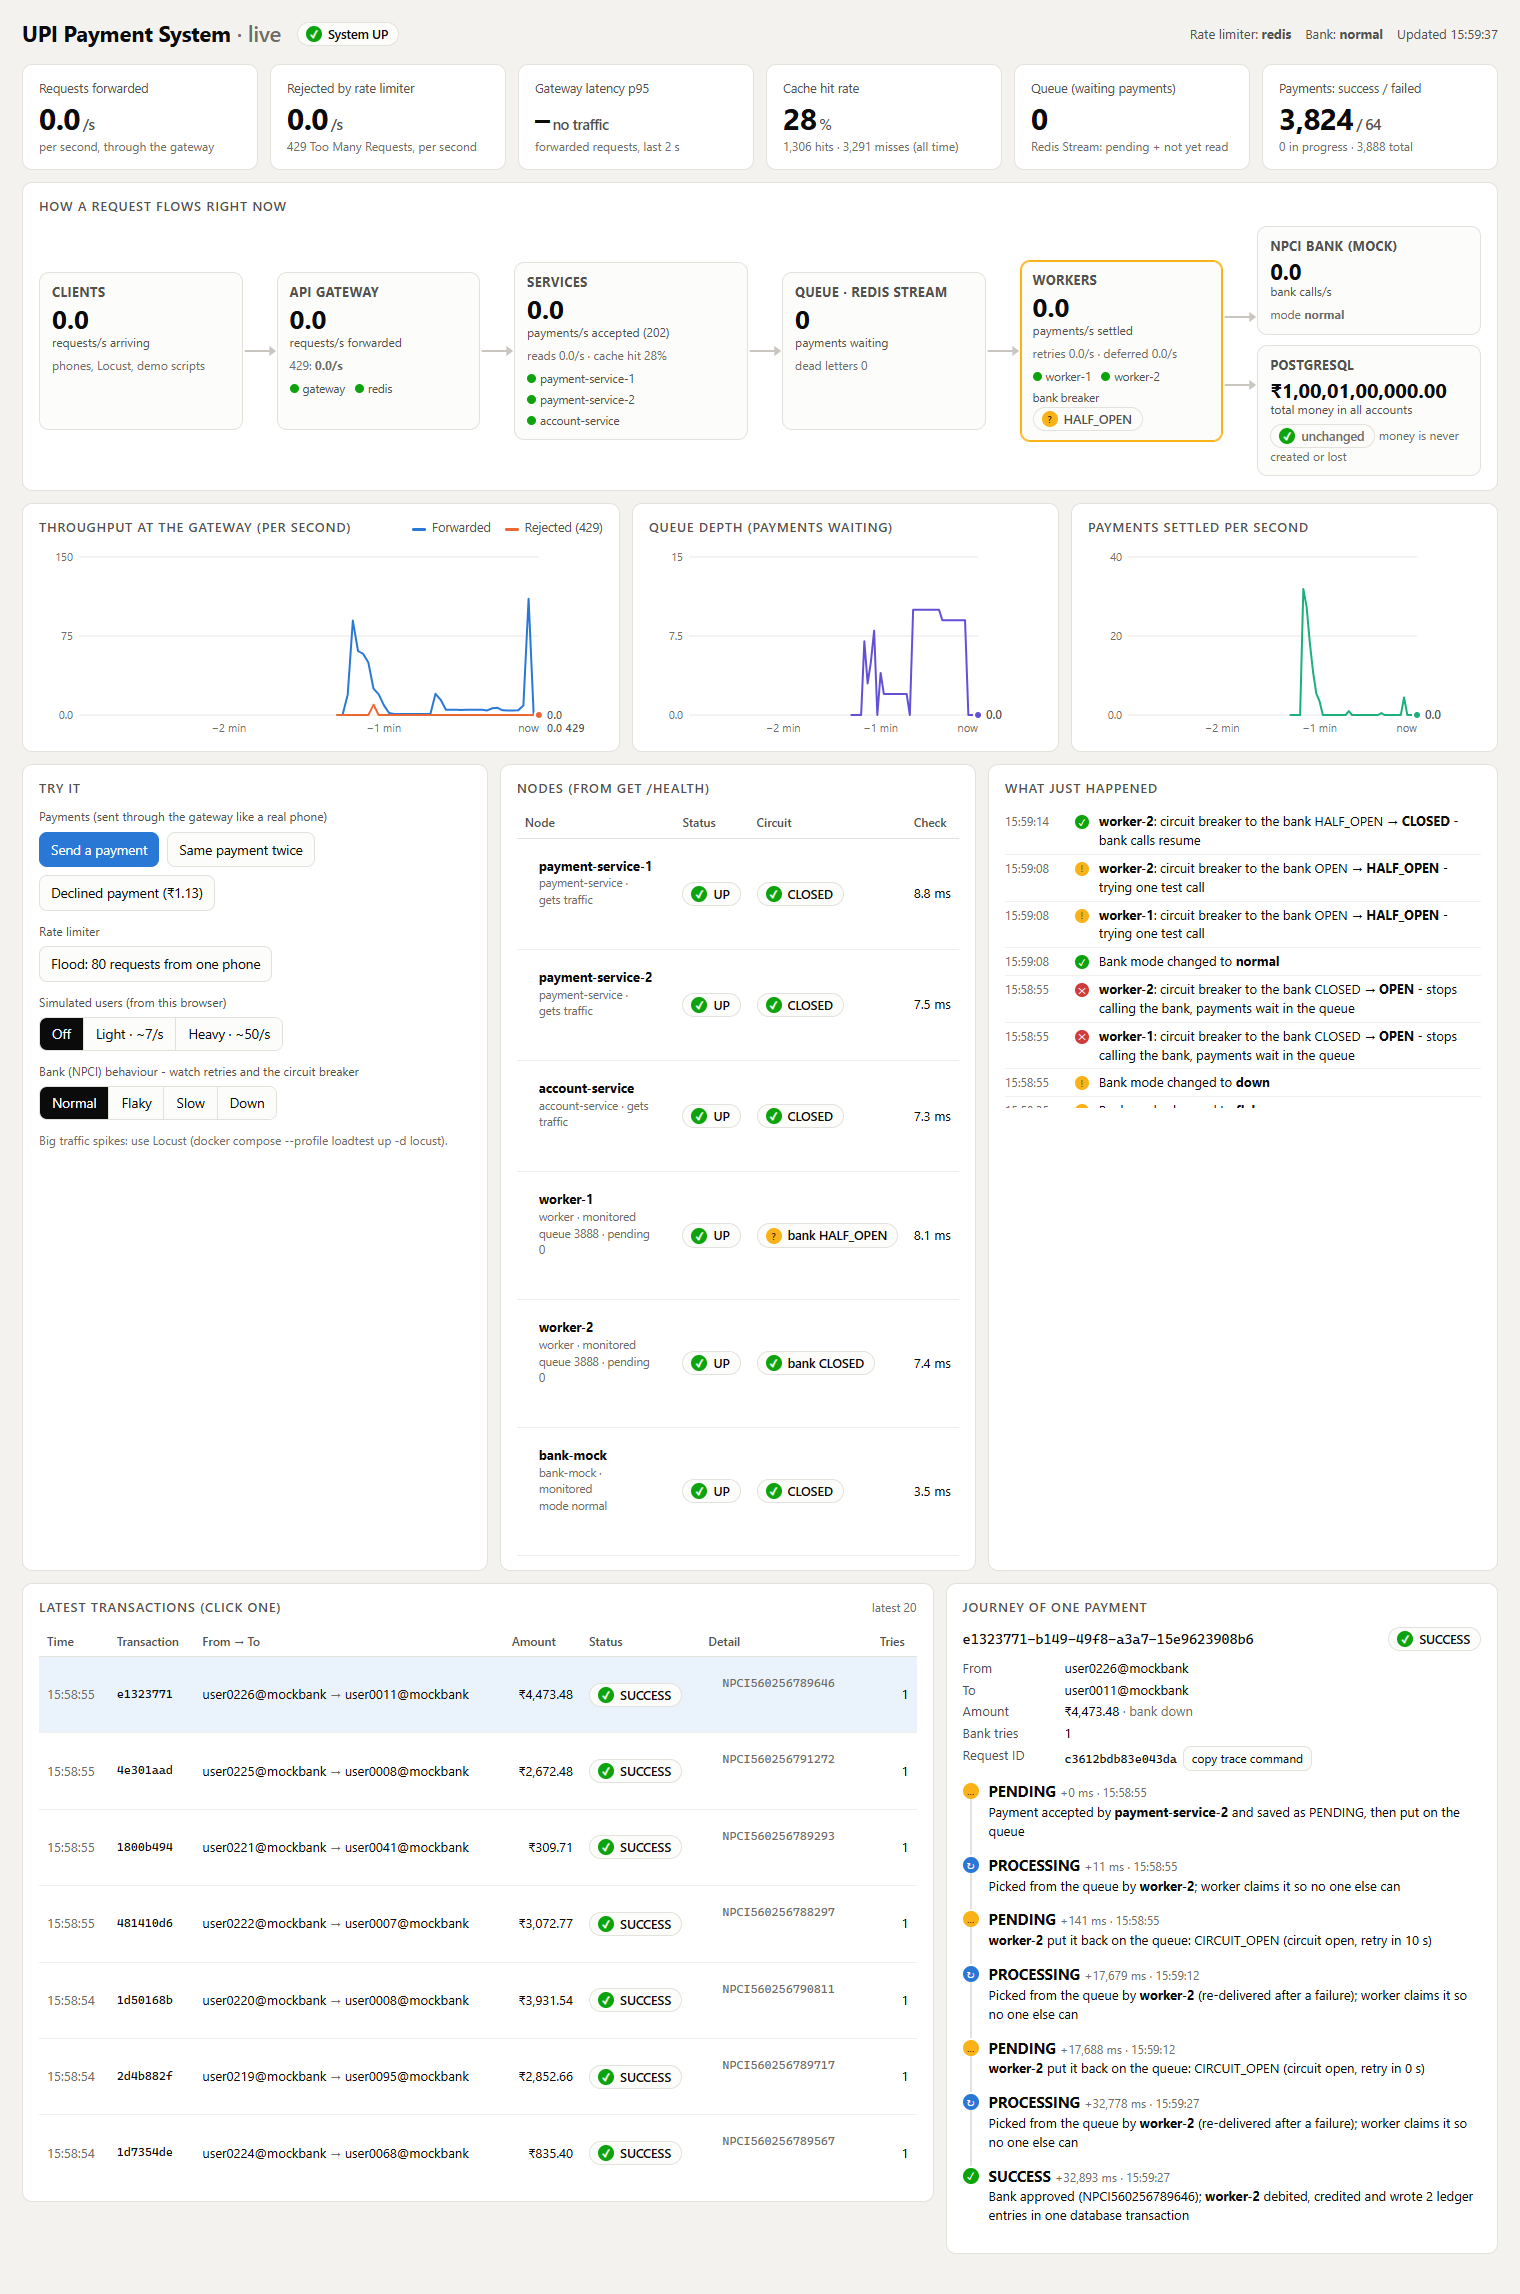 UPI Payment System · live
System UP
Rate limiter: redis Bank: normal Updated 15:59:37
Requests forwarded
0.0 /s
per second, through the gateway
Rejected by rate limiter
0.0 /s
429 Too Many Requests, per second
Gateway latency p95
– no traffic
forwarded requests, last 2 s
Cache hit rate
28 %
1,306 hits · 3,291 misses (all time)
Queue (waiting payments)
0
Redis Stream: pending + not yet read
Payments: success / failed
3,824 / 64
0 in progress · 3,888 total
HOW A REQUEST FLOWS RIGHT NOW
CLIENTS
0.0
requests/s arriving
phones, Locust, demo scripts
API GATEWAY
0.0
requests/s forwarded
429: 0.0/s
gateway redis
SERVICES
0.0
payments/s accepted (202)
reads 0.0/s · cache hit 28%
payment-service-1
payment-service-2
account-service
QUEUE · REDIS STREAM
0
payments waiting
dead letters 0
WORKERS
0.0
payments/s settled
retries 0.0/s · deferred 0.0/s
worker-1 worker-2
bank breaker
? HALF_OPEN
NPCI BANK (MOCK)
0.0
bank calls/s
mode normal
POSTGRESQL
₹1,00,01,00,000.00
total money in all accounts
unchanged money is never
created or lost
THROUGHPUT AT THE GATEWAY (PER SECOND)
Forwarded Rejected (429)
150
75
0.0
−2 min −1 min now
0.0
0.0 429
QUEUE DEPTH (PAYMENTS WAITING)
15
7.5
0.0
−2 min −1 min now
0.0
PAYMENTS SETTLED PER SECOND
40
20
0.0
−2 min −1 min now
0.0
TRY IT
Payments (sent through the gateway like a real phone)
Send a payment Same payment twice
Declined payment (₹1.13)
Rate limiter
Flood: 80 requests from one phone
Simulated users (from this browser)
Off Light · ~7/s Heavy · ~50/s
Bank (NPCI) behaviour - watch retries and the circuit breaker
Normal Flaky Slow Down
Big traffic spikes: use Locust (docker compose --profile loadtest up -d locust).
NODES (FROM GET /HEALTH)
Node Status Circuit Check
payment-service-1
payment-service ·
gets traffic
UP CLOSED 8.8 ms
payment-service-2
payment-service ·
gets traffic
UP CLOSED 7.5 ms
account-service
account-service · gets
traffic
UP CLOSED 7.3 ms
worker-1
worker · monitored
queue 3888 · pending
0
UP ? bank HALF_OPEN 8.1 ms
worker-2
worker · monitored
queue 3888 · pending
0
UP bank CLOSED 7.4 ms
bank-mock
bank-mock ·
monitored
mode normal
UP CLOSED 3.5 ms
WHAT JUST HAPPENED
15:59:14 worker-2: circuit breaker to the bank HALF_OPEN → CLOSED -
bank calls resume
15:59:08 ! worker-2: circuit breaker to the bank OPEN → HALF_OPEN -
trying one test call
15:59:08 ! worker-1: circuit breaker to the bank OPEN → HALF_OPEN -
trying one test call
15:59:08 Bank mode changed to normal
15:58:55 worker-2: circuit breaker to the bank CLOSED → OPEN - stops
calling the bank, payments wait in the queue
15:58:55 worker-1: circuit breaker to the bank CLOSED → OPEN - stops
calling the bank, payments wait in the queue
15:58:55 ! Bank mode changed to down
LATEST TRANSACTIONS (CLICK ONE)
latest 20
Time Transaction From → To Amount Status Detail Tries
15:58:55 e1323771 user0226@mockbank → user0011@mockbank ₹4,473.48 SUCCESS NPCI560256789646 1
15:58:55 4e301aad user0225@mockbank → user0008@mockbank ₹2,672.48 SUCCESS NPCI560256791272 1
15:58:55 1800b494 user0221@mockbank → user0041@mockbank ₹309.71 SUCCESS NPCI560256789293 1
15:58:55 481410d6 user0222@mockbank → user0007@mockbank ₹3,072.77 SUCCESS NPCI560256788297 1
15:58:54 1d50168b user0220@mockbank → user0008@mockbank ₹3,931.54 SUCCESS NPCI560256790811 1
15:58:54 2d4b882f user0219@mockbank → user0095@mockbank ₹2,852.66 SUCCESS NPCI560256789717 1
15:58:54 1d7354de user0224@mockbank → user0068@mockbank ₹835.40 SUCCESS NPCI560256789567 1
JOURNEY OF ONE PAYMENT
e1323771-b149-49f8-a3a7-15e9623908b6
SUCCESS
From user0226@mockbank
To user0011@mockbank
Amount ₹4,473.48 · bank down
Bank tries 1
Request ID c3612bdb83e043da copy trace command
PENDING +0 ms · 15:58:55
Payment accepted by payment-service-2 and saved as PENDING, then put on the
queue
PROCESSING +11 ms · 15:58:55
Picked from the queue by worker-2; worker claims it so no one else can
PENDING +141 ms · 15:58:55
worker-2 put it back on the queue: CIRCUIT_OPEN (circuit open, retry in 10 s)
PROCESSING +17,679 ms · 15:59:12
Picked from the queue by worker-2 (re-delivered after a failure); worker claims it so
no one else can
PENDING +17,688 ms · 15:59:12
worker-2 put it back on the queue: CIRCUIT_OPEN (circuit open, retry in 0 s)
PROCESSING +32,778 ms · 15:59:27
Picked from the queue by worker-2 (re-delivered after a failure); worker claims it so
no one else can
SUCCESS +32,893 ms · 15:59:27
Bank approved (NPCI560256789646); worker-2 debited, credited and wrote 2 ledger
entries in one database transaction